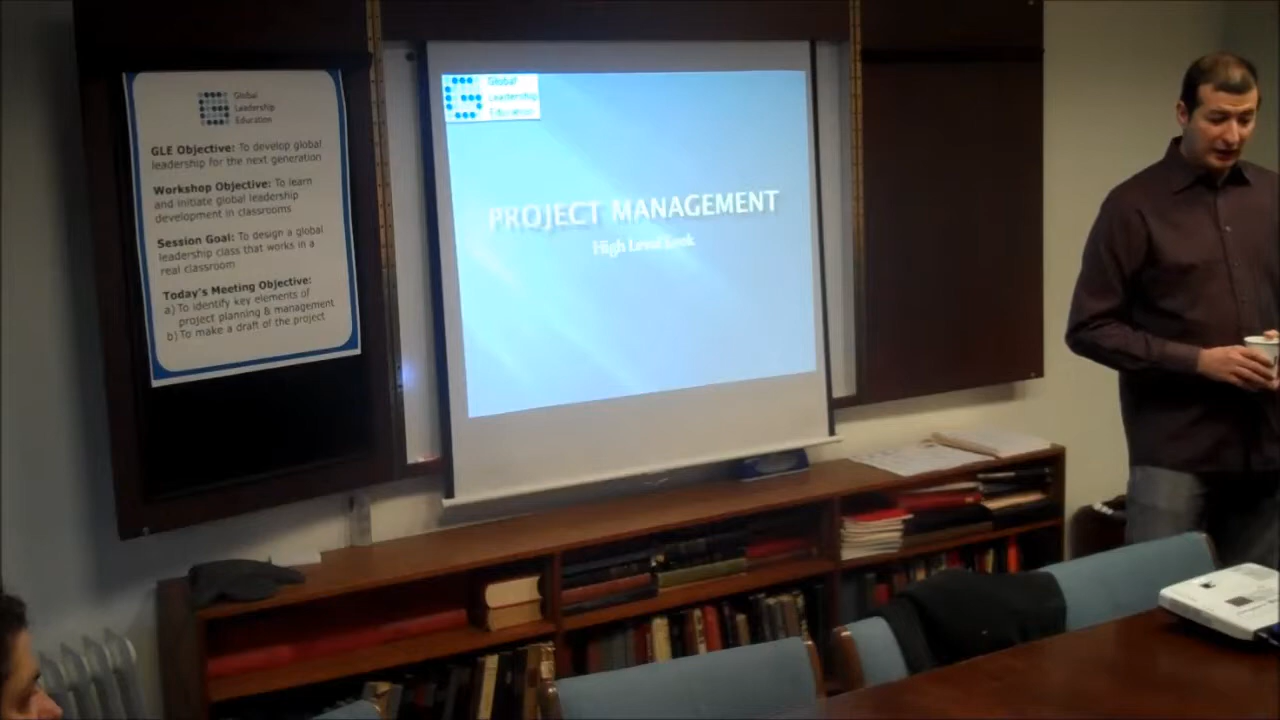 Global
Leadership
Education
GLE Objective: To develop global
leadership for the next generation
Workshop Objective: To learn
and initiate global leadership
development in classrooms
Session Goal: To design a global
leadership class that works in a
real classroom
Today's Meeting Objective:
a) To identify key elements of
project planning & management
b) To make a draft of the project
Global
Leadership
Education
PROJECT MANAGEMENT
High Level Look